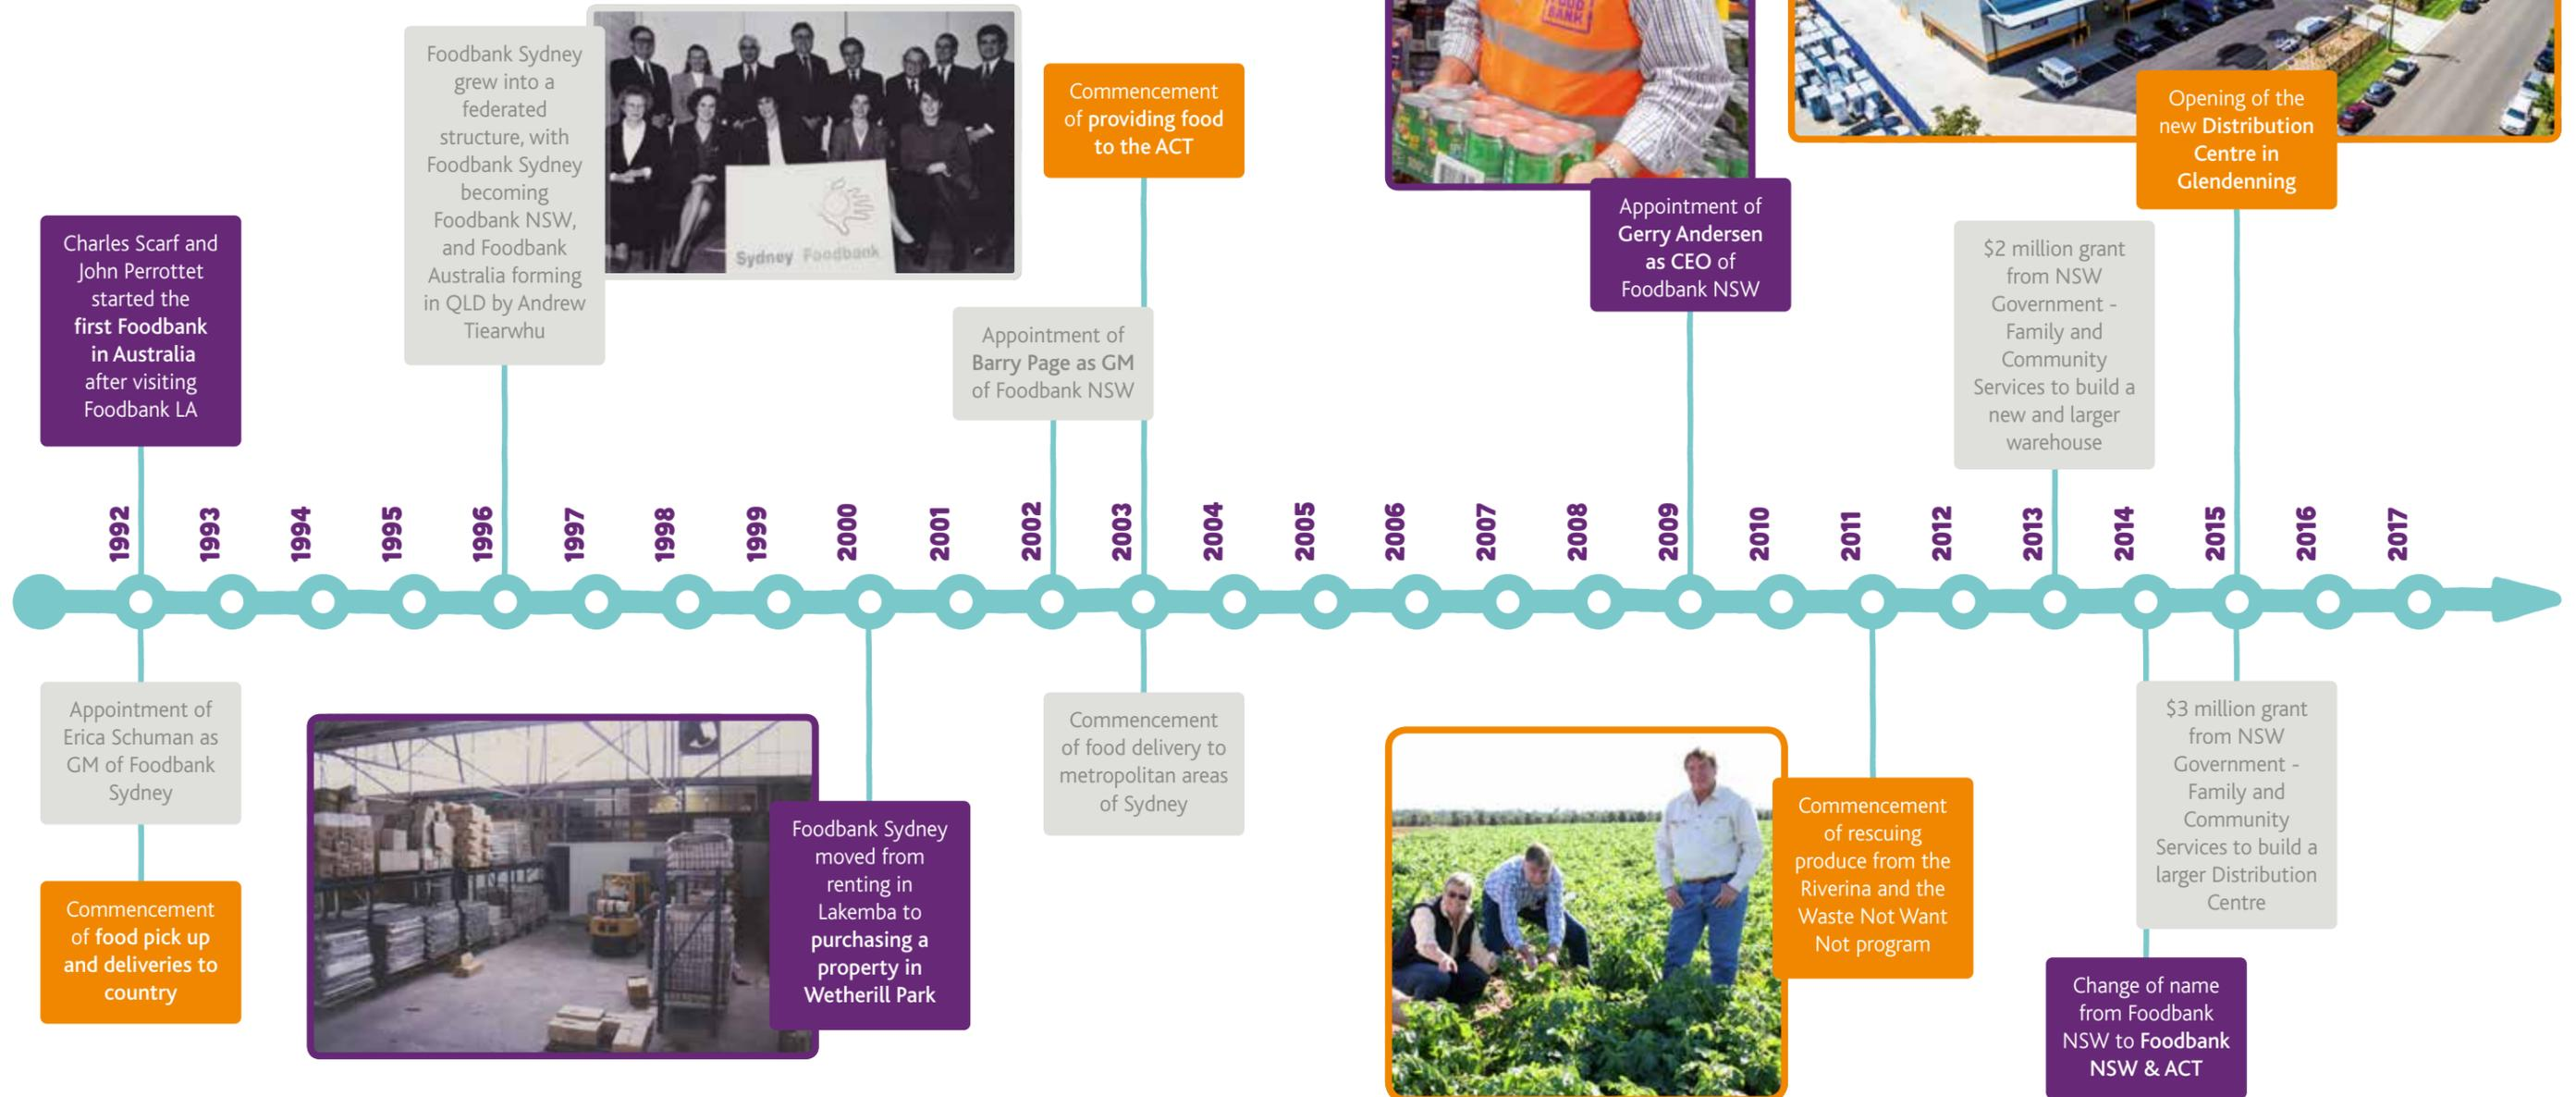 Foodbank Sydney
grew into a
federated
structure, with
Foodbank Sydney
becoming
Foodbank NSW,
and Foodbank
Australia forming
in QLD by Andrew
Tiearwhu
Sydney Foodbank
Commencement
of providing food
to the ACT
FOOD
BANK
Opening of the
new Distribution
Centre in
Glendenning
Charles Scarf and
John Perrottet
started the
first Foodbank
in Australia
after visiting
Foodbank LA
Appointment of
Barry Page as GM
of Foodbank NSW
Appointment of
Gerry Andersen
as CEO of
Foodbank NSW
$2 million grant
from NSW
Government -
Family and
Community
Services to build a
new and larger
warehouse
1992
1993
1994
1995
1996
1997
1998
1999
2000
2001
2002
2003
2004
2005
2006
2007
2008
2009
2010
2011
2012
2013
2014
2015
2016
2017
Appointment of
Erica Schuman as
GM of Foodbank
Sydney
Commencement
of food pick up
and deliveries to
country
Foodbank Sydney
moved from
renting in
Lakemba to
purchasing a
property in
Wetherill Park
Commencement
of food delivery to
metropolitan areas
of Sydney
Commencement
of rescuing
produce from the
Riverina and the
Waste Not Want
Not program
$3 million grant
from NSW
Government -
Family and
Community
Services to build a
larger Distribution
Centre
Change of name
from Foodbank
NSW to Foodbank
NSW & ACT